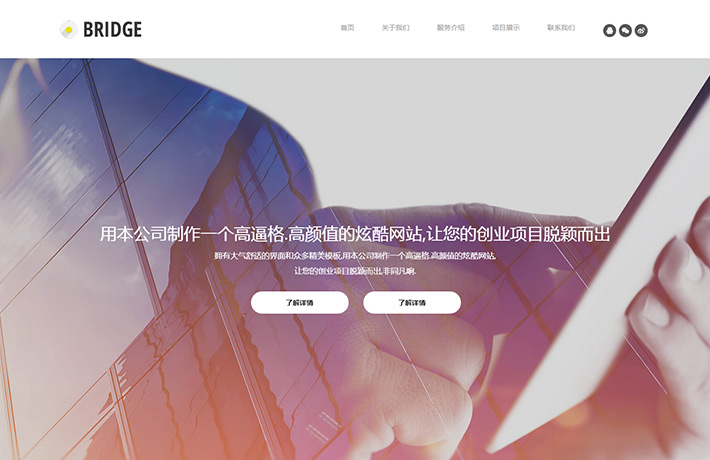 BRIDGE
首页 关于我们 服务介绍 项目展示 联系我们
用本公司制作一个高逼格.高颜值的炫酷网站,让您的创业项目脱颖而出
拥有大气舒适的界面和众多精美模板,用本公司制作一个高逼格.高颜值的炫酷网站,
让您的创业项目脱颖而出,非同凡响.
了解详情 了解详情